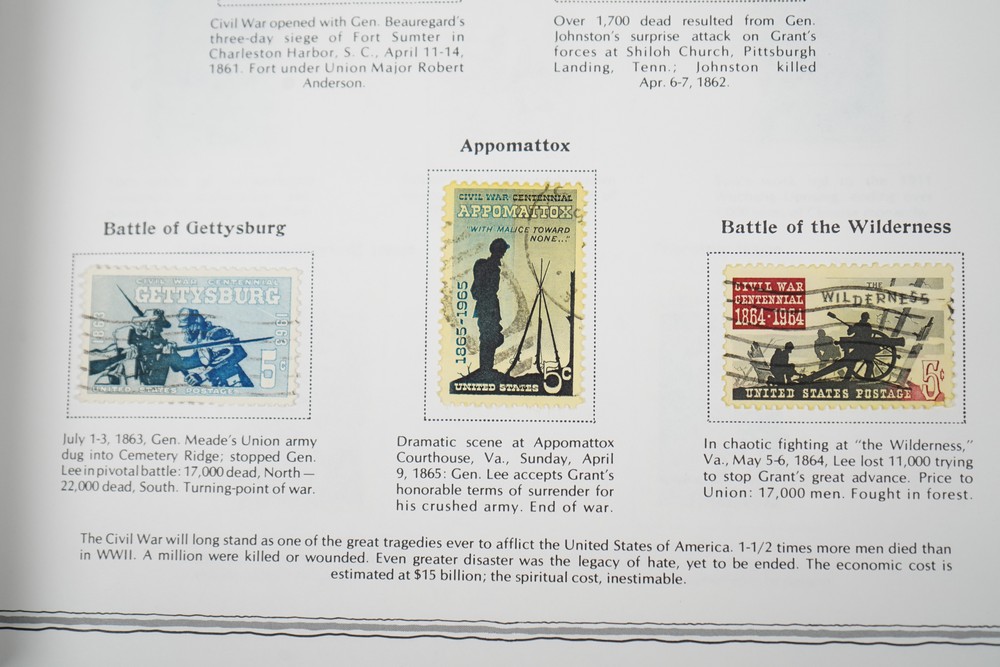 Civil War opened with Gen. Beauregard's
three-day siege of Fort Sumter in
Charleston Harbor, S. C., April 11-14,
1861. Fort under Union Major Robert
Anderson.
Over 1,700 dead resulted from Gen.
Johnston's surprise attack on Grant's
forces at Shiloh Church, Pittsburgh
Landing, Tenn.; Johnston killed
Apr. 6-7, 1862.
Battle of Gettysburg
CIVIL WAR CENTENNIAL
GETTYSBURG
1863
1963
5c
UNITED STATES POSTAGE
July 1-3, 1863, Gen. Meade's Union army
dug into Cemetery Ridge; stopped Gen.
Lee in pivotal battle: 17,000 dead, North —
22,000 dead, South. Turning-point of war.
Appomattox
CIVIL WAR CENTENNIAL
APPOMATTOX
"WITH MALICE TOWARD
NONE..."
1865-1965
UNITED STATES 5c
Dramatic scene at Appomattox
Courthouse, Va., Sunday, April
9, 1865: Gen. Lee accepts Grant's
honorable terms of surrender for
his crushed army. End of war.
Battle of the Wilderness
CIVIL WAR
CENTENNIAL
1864-1964
THE
WILDERNESS
5c
UNITED STATES POSTAGE
In chaotic fighting at "the Wilderness,"
Va., May 5-6, 1864, Lee lost 11,000 trying
to stop Grant's great advance. Price to
Union: 17,000 men. Fought in forest.
The Civil War will long stand as one of the great tragedies ever to afflict the United States of America. 1-1/2 times more men died than
in WWII. A million were killed or wounded. Even greater disaster was the legacy of hate, yet to be ended. The economic cost is
estimated at $15 billion; the spiritual cost, inestimable.